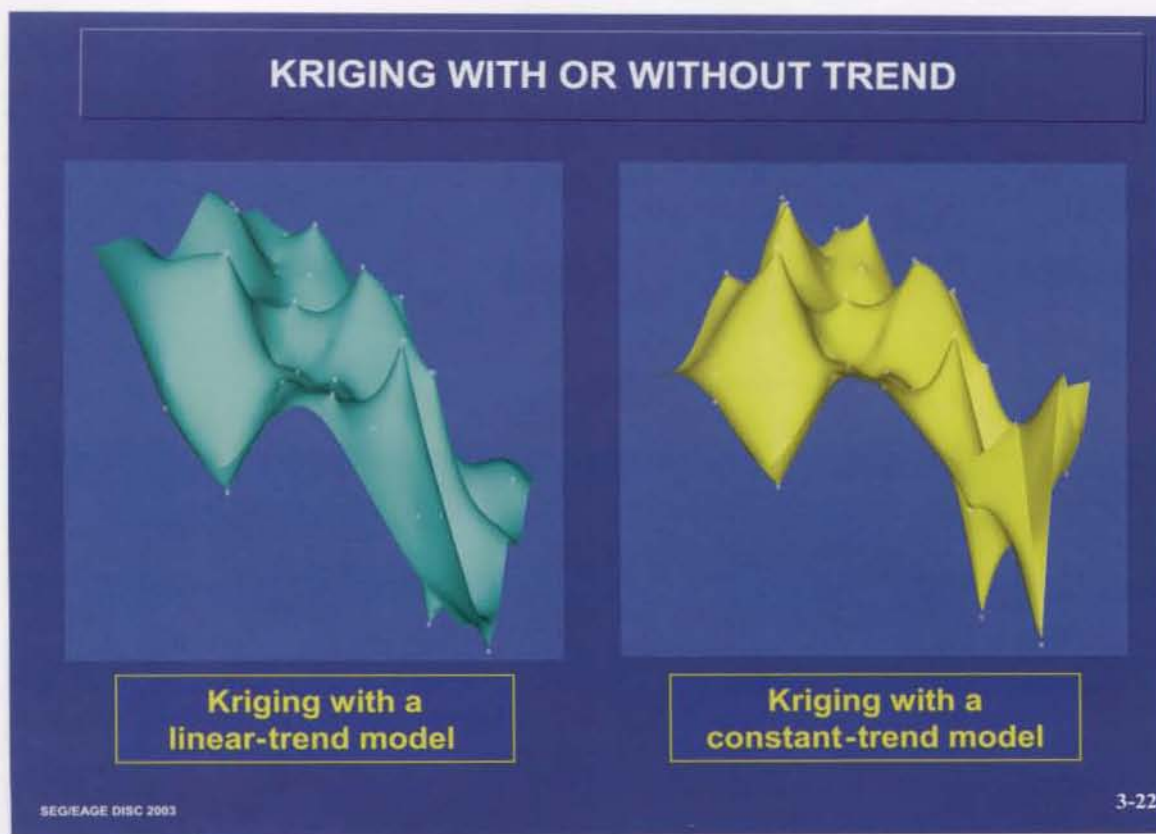 KRIGING WITH OR WITHOUT TREND
Kriging with a
linear-trend model
Kriging with a
constant-trend model
SEG/EAGE DISC 2003
3-22